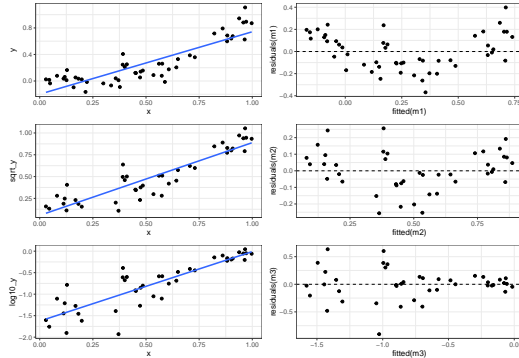 y
0.8
0.4
0.0
0.00 0.25 0.50 0.75 1.00
x
residuals(m1)
0.4
0.2
0.0
−0.2
−0.4
0.00 0.25 0.50 0.75
fitted(m1)
sqrt_y
1.00
0.75
0.50
0.25
0.00 0.25 0.50 0.75 1.00
x
residuals(m2)
0.2
0.0
−0.2
0.25 0.50 0.75
fitted(m2)
log10_y
0.0
−0.5
−1.0
−1.5
−2.0
0.00 0.25 0.50 0.75 1.00
x
residuals(m3)
0.5
0.0
−0.5
−1.5 −1.0 −0.5 0.0
fitted(m3)